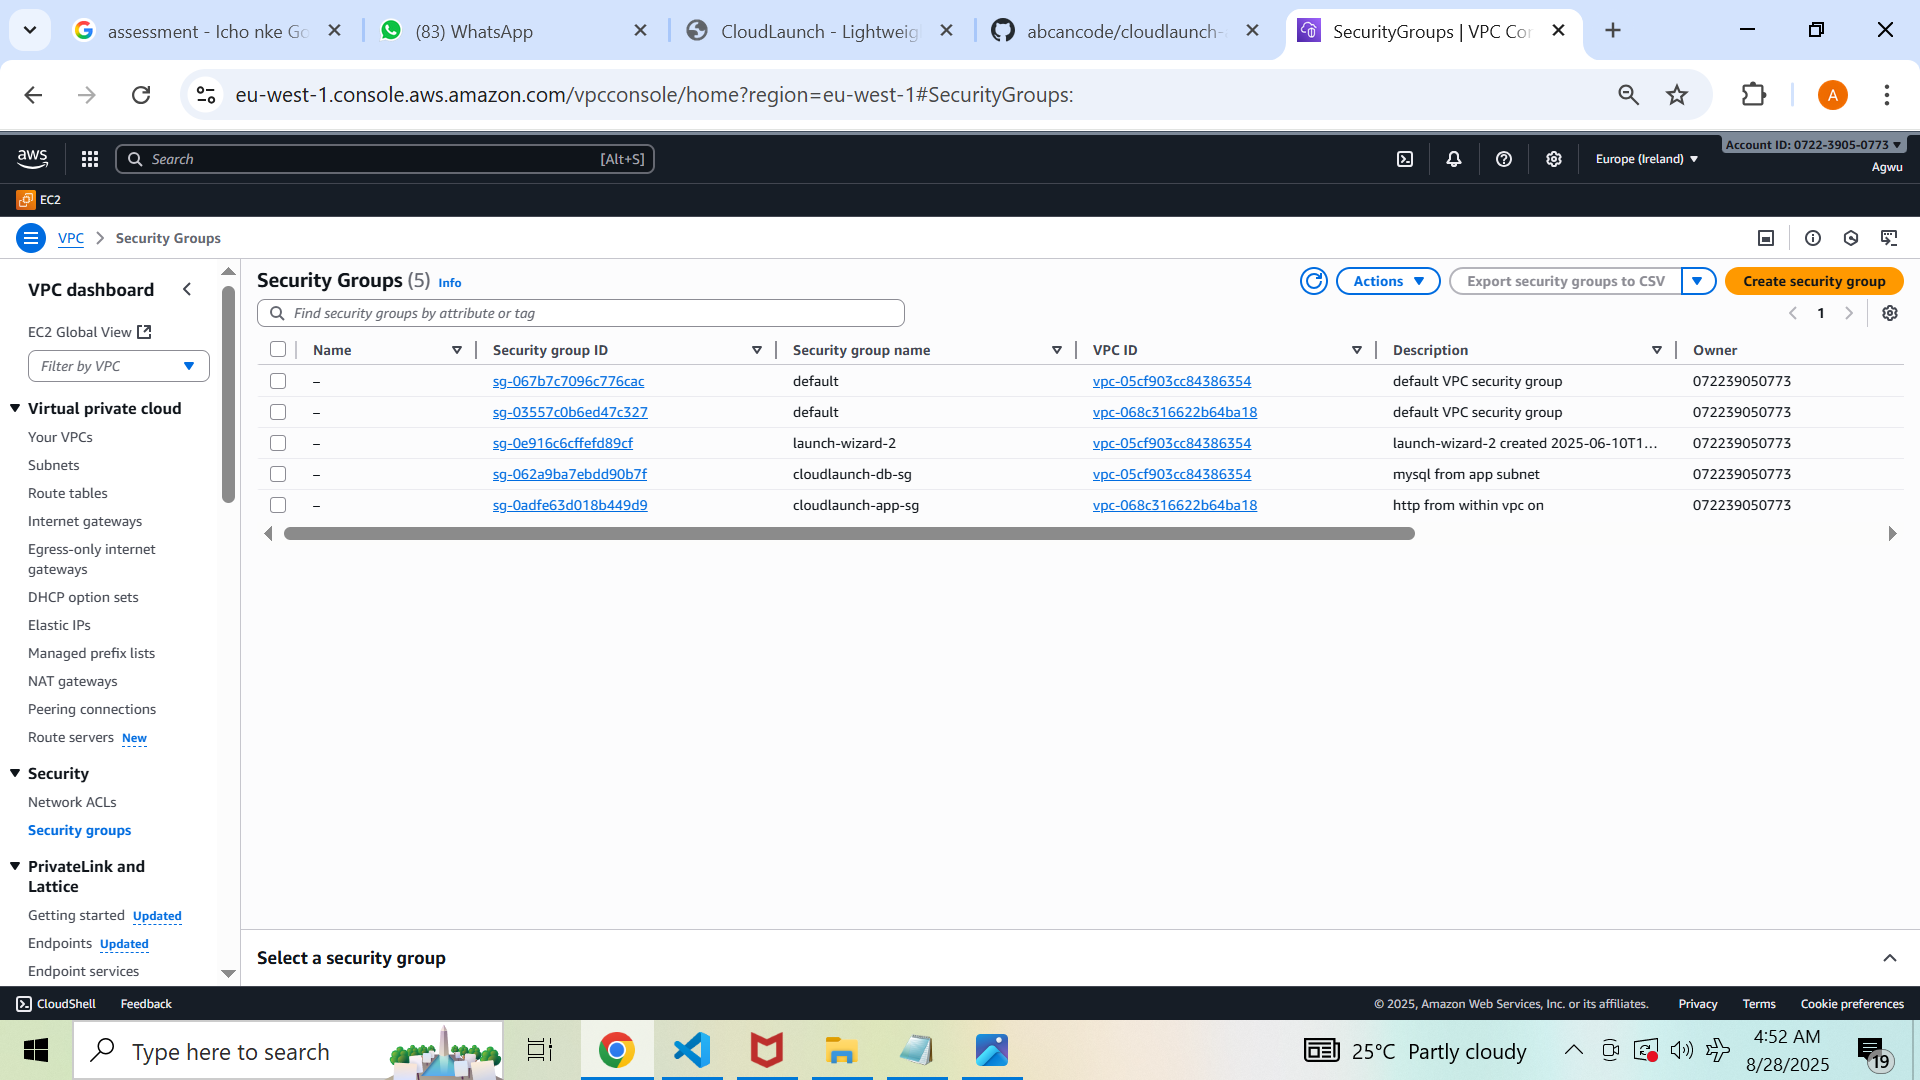 assessment - Icho nke Go
(83) WhatsApp
CloudLaunch - Lightweigh
abcancode/cloudlaunch-
SecurityGroups | VPC Con
eu-west-1.console.aws.amazon.com/vpcconsole/home?region=eu-west-1#SecurityGroups:
A
aws
Search [Alt+S]
Europe (Ireland)
Account ID: 0722-3905-0773
Agwu
EC2
VPC > Security Groups
VPC dashboard
EC2 Global View
Filter by VPC
Virtual private cloud
Your VPCs
Subnets
Route tables
Internet gateways
Egress-only internet
gateways
DHCP option sets
Elastic IPs
Managed prefix lists
NAT gateways
Peering connections
Route servers New
Security
Network ACLs
Security groups
PrivateLink and
Lattice
Getting started Updated
Endpoints Updated
Endpoint services
Security Groups (5) Info
Actions
Export security groups to CSV
Create security group
Find security groups by attribute or tag
1
Name Security group ID Security group name VPC ID Description Owner
– sg-067b7c7096c776cac default vpc-05cf903cc84386354 default VPC security group 072239050773
– sg-03557c0b6ed47c327 default vpc-068c316622b64ba18 default VPC security group 072239050773
– sg-0e916c6cffefd89cf launch-wizard-2 vpc-05cf903cc84386354 launch-wizard-2 created 2025-06-10T1... 072239050773
– sg-062a9ba7ebdd90b7f cloudlaunch-db-sg vpc-05cf903cc84386354 mysql from app subnet 072239050773
– sg-0adfe63d018b449d9 cloudlaunch-app-sg vpc-068c316622b64ba18 http from within vpc on 072239050773
Select a security group
CloudShell Feedback
© 2025, Amazon Web Services, Inc. or its affiliates. Privacy Terms Cookie preferences
Type here to search
25°C Partly cloudy
4:52 AM
8/28/2025
19